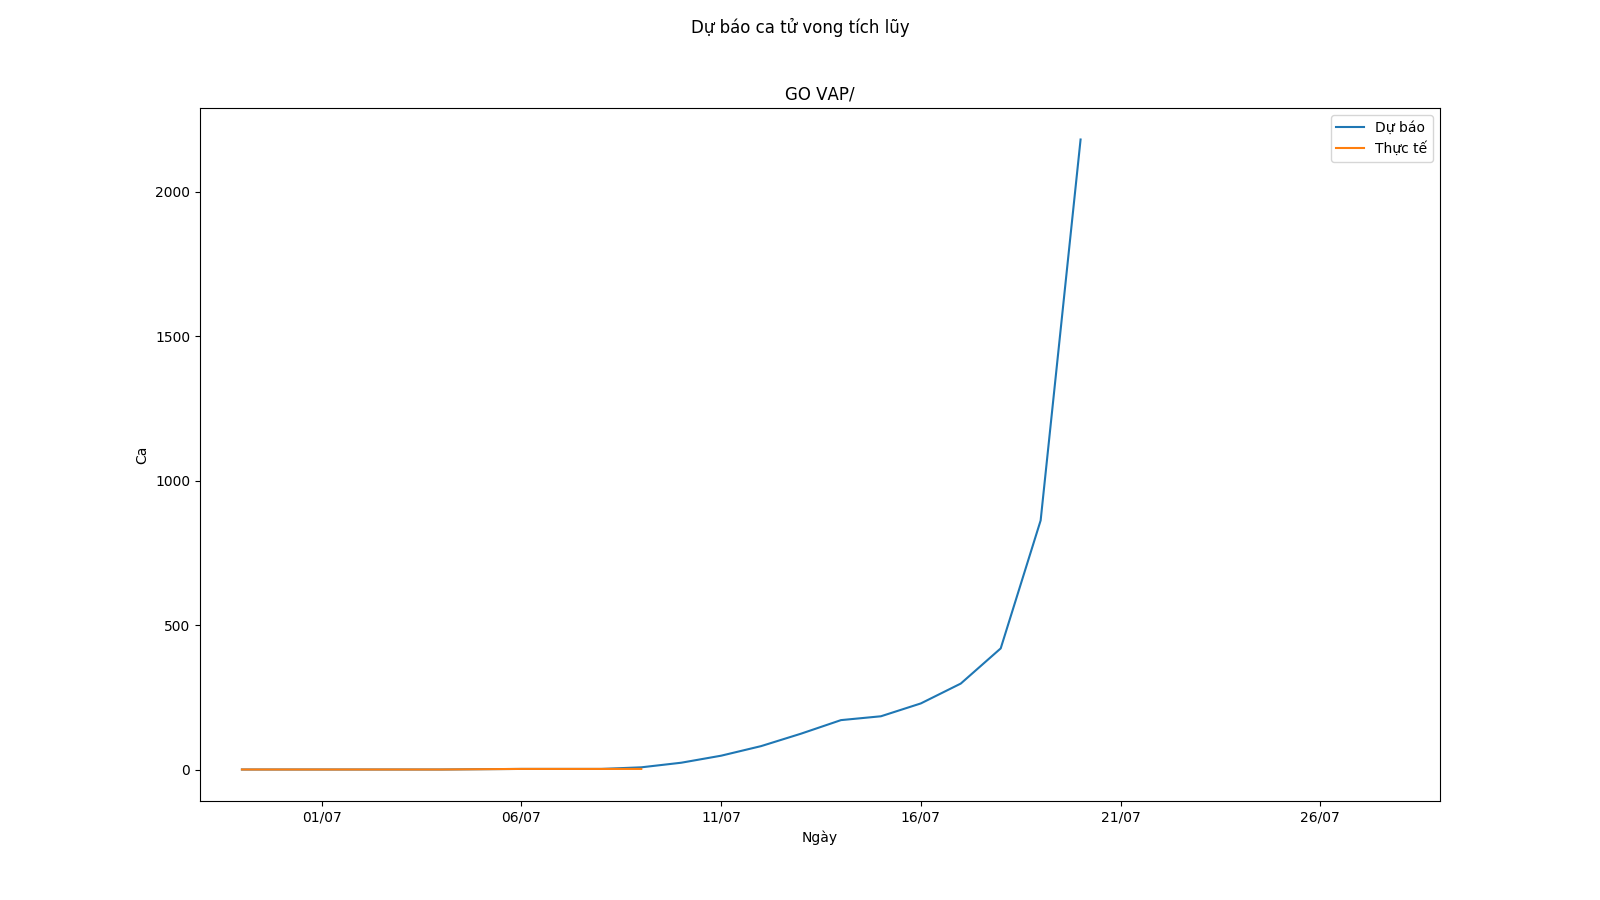 Dự báo ca tử vong tích lũy
GO VAP/
Dự báo
Thực tế
2000
1500
1000
500
0
Ca
01/07
06/07
11/07
16/07
21/07
26/07
Ngày